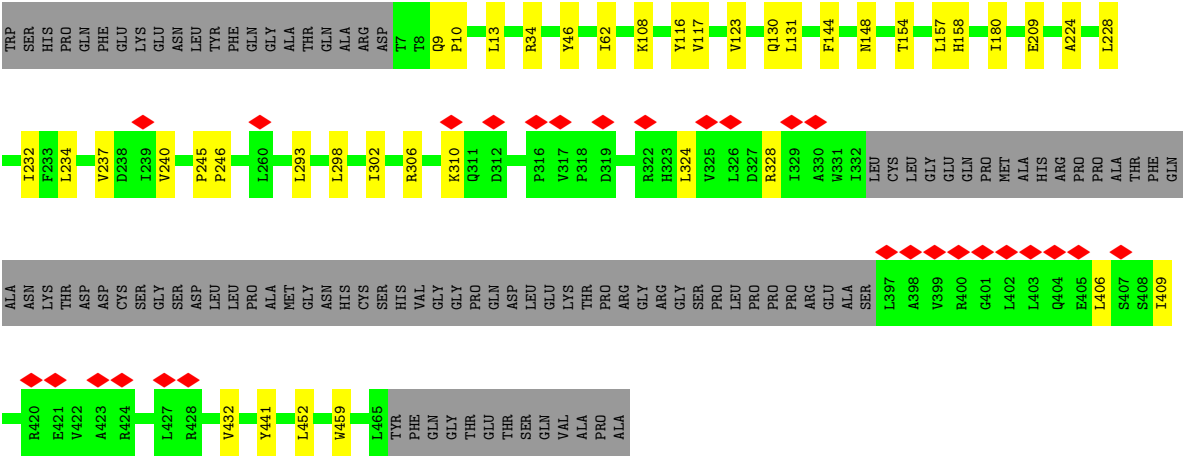 TRP SER HIS PRO GLN PHE GLU LYS GLU ASN LEU TYR PHE GLN GLY ALA THR GLN ALA ARG ASP T7 T8 Q9 P10 L13 R34 Y46 I62 K108 Y116 V117 V123 Q130 L131 F144 N148 T154 L157 H158 I180 E209 A224 L228
I232 F233 L234 V237 D238 I239 V240 P245 P246 L260 L293 L298 I302 R306 K310 Q311 D312 P316 V317 P318 D319 R322 H323 L324 V325 L326 D327 R328 I329 A330 W331 I332 LEU CYS LEU GLY GLU GLN PRO MET ALA HIS ARG PRO PRO ALA THR PHE GLN
ALA ASN LYS THR ASP ASP CYS SER GLY SER ASP LEU LEU PRO ALA MET GLY ASN HIS CYS SER HIS VAL GLY GLY PRO GLN ASP LEU GLU LYS THR PRO ARG GLY ARG GLY SER PRO LEU PRO PRO PRO ARG GLU ALA SER L397 A398 V399 R400 G401 L402 L403 Q404 E405 L406 S407 S408 I409
R420 E421 V422 A423 R424 L427 R428 V432 Y441 L452 W459 L465 TYR PHE GLN GLY THR GLU THR SER GLN VAL ALA PRO ALA